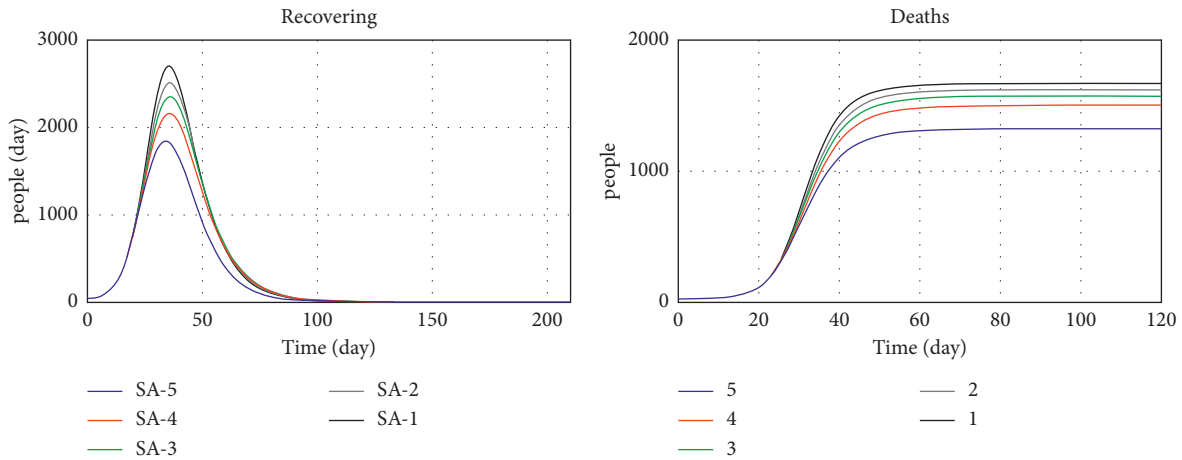 Recovering
people (day)
3000
2000
1000
0
0 50 100 150 200
Time (day)
SA-5 SA-2
SA-4 SA-1
SA-3
Deaths
people
2000
1000
0
0 20 40 60 80 100 120
Time (day)
5 2
4 1
3